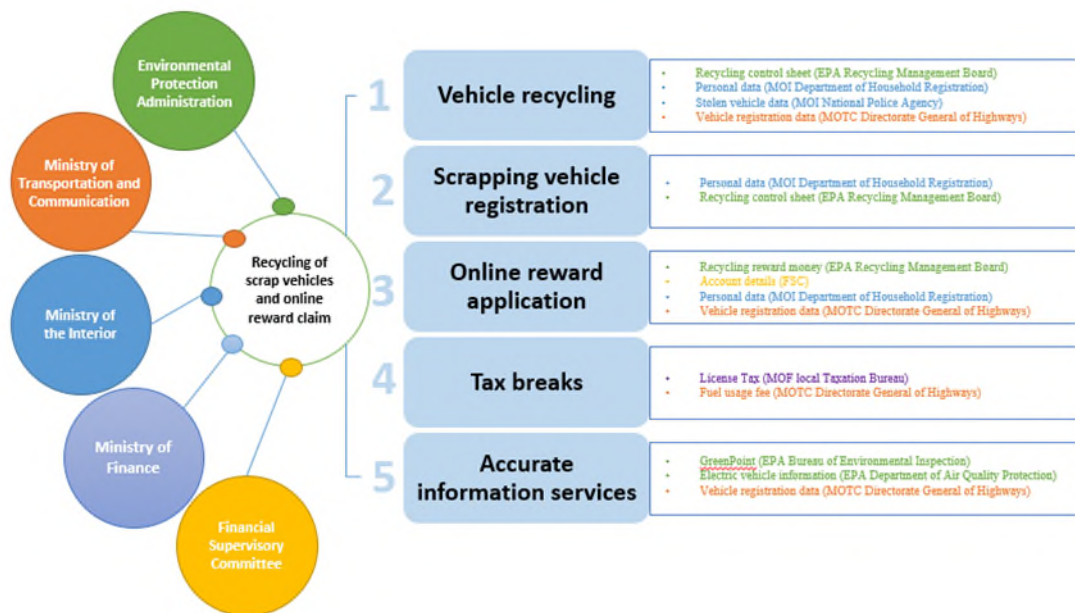 Environmental
Protection
Administration
Ministry of
Transportation and
Communication
Ministry of
the Interior
Ministry of
Finance
Financial
Supervisory
Committee
Recycling of
scrap vehicles
and online
reward claim
1
Vehicle recycling
• Recycling control sheet (EPA Recycling Management Board)
• Personal data (MOI Department of Household Registration)
• Stolen vehicle data (MOI National Police Agency)
• Vehicle registration data (MOTC Directorate General of Highways)
2
Scrapping vehicle
registration
• Personal data (MOI Department of Household Registration)
• Recycling control sheet (EPA Recycling Management Board)
3
Online reward
application
• Recycling reward money (EPA Recycling Management Board)
• Account details (FSC)
• Personal data (MOI Department of Household Registration)
• Vehicle registration data (MOTC Directorate General of Highways)
4
Tax breaks
• License Tax (MOF local Taxation Bureau)
• Fuel usage fee (MOTC Directorate General of Highways)
5
Accurate
information services
• GreenPoint (EPA Bureau of Environmental Inspection)
• Electric vehicle information (EPA Department of Air Quality Protection)
• Vehicle registration data (MOTC Directorate General of Highways)